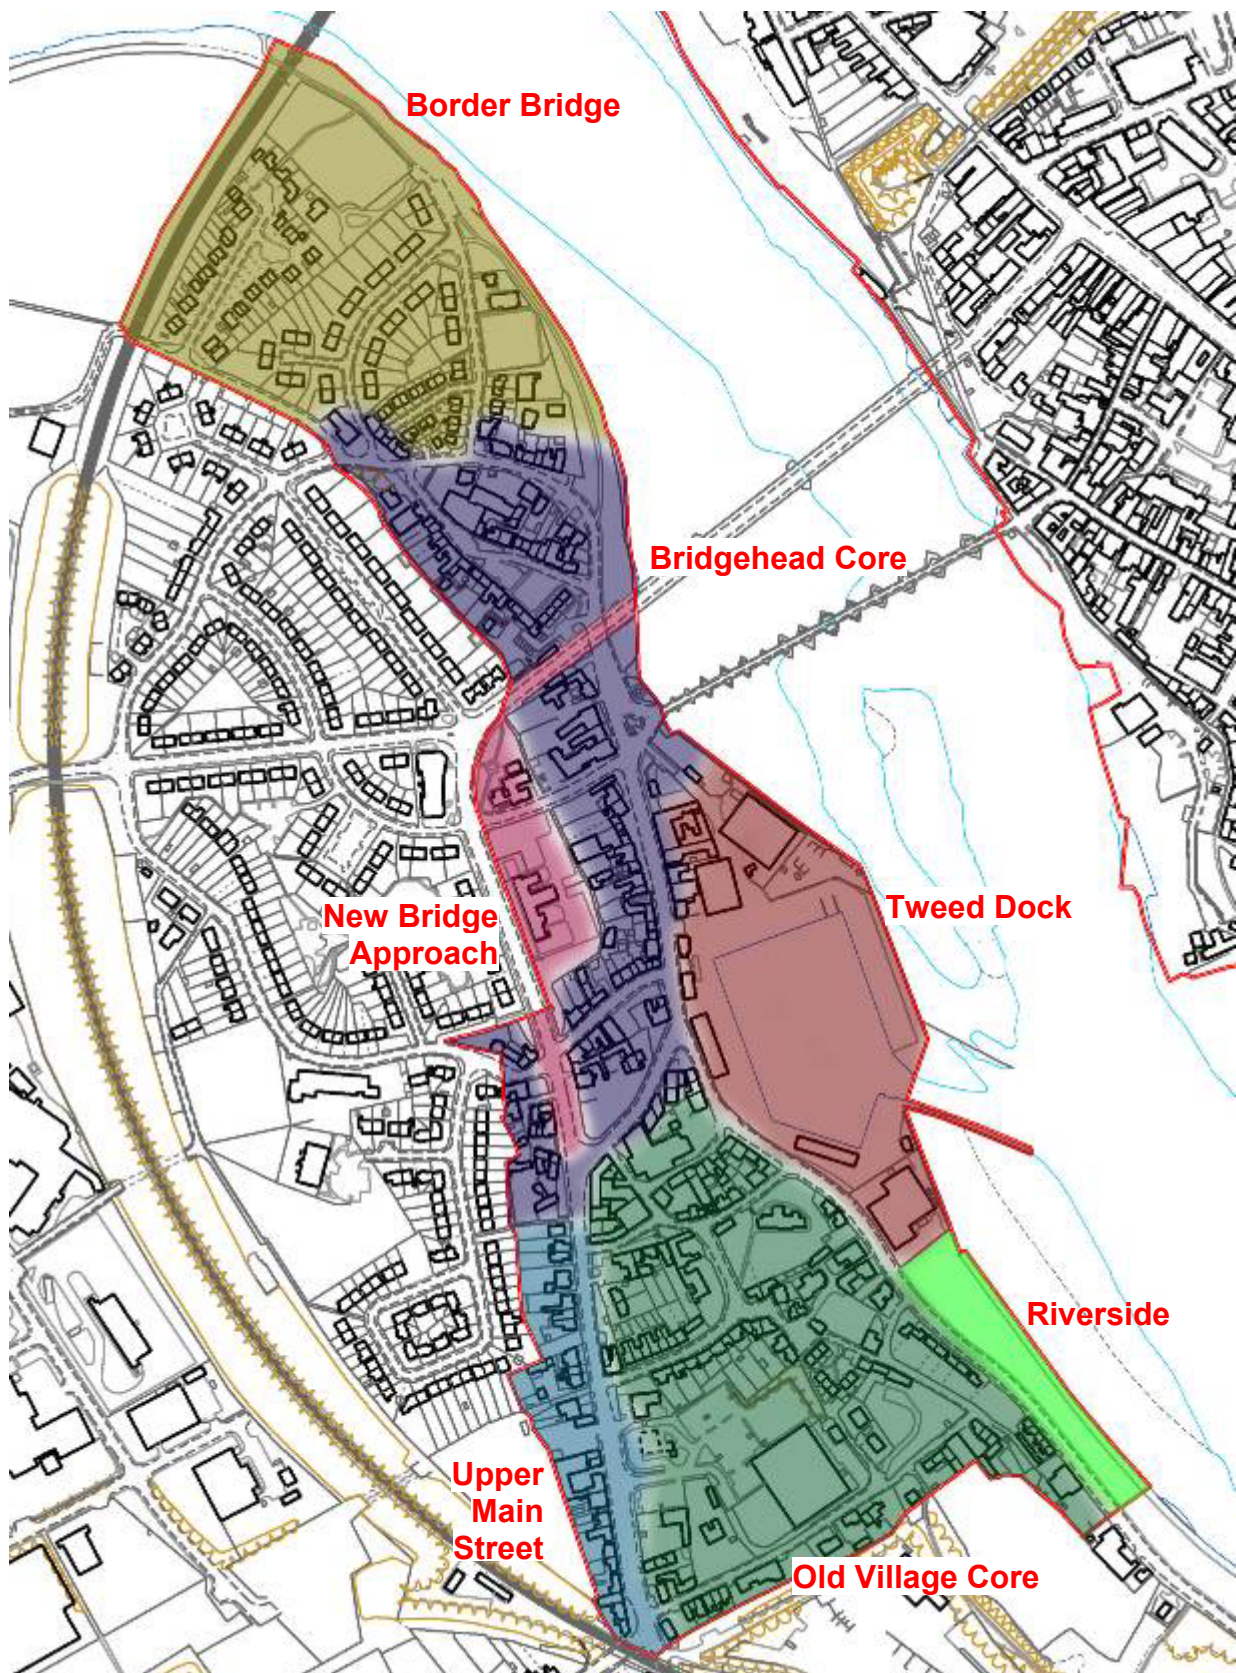 Border Bridge
Bridgehead Core
New Bridge
Approach
Tweed Dock
Riverside
Upper
Main
Street
Old Village Core